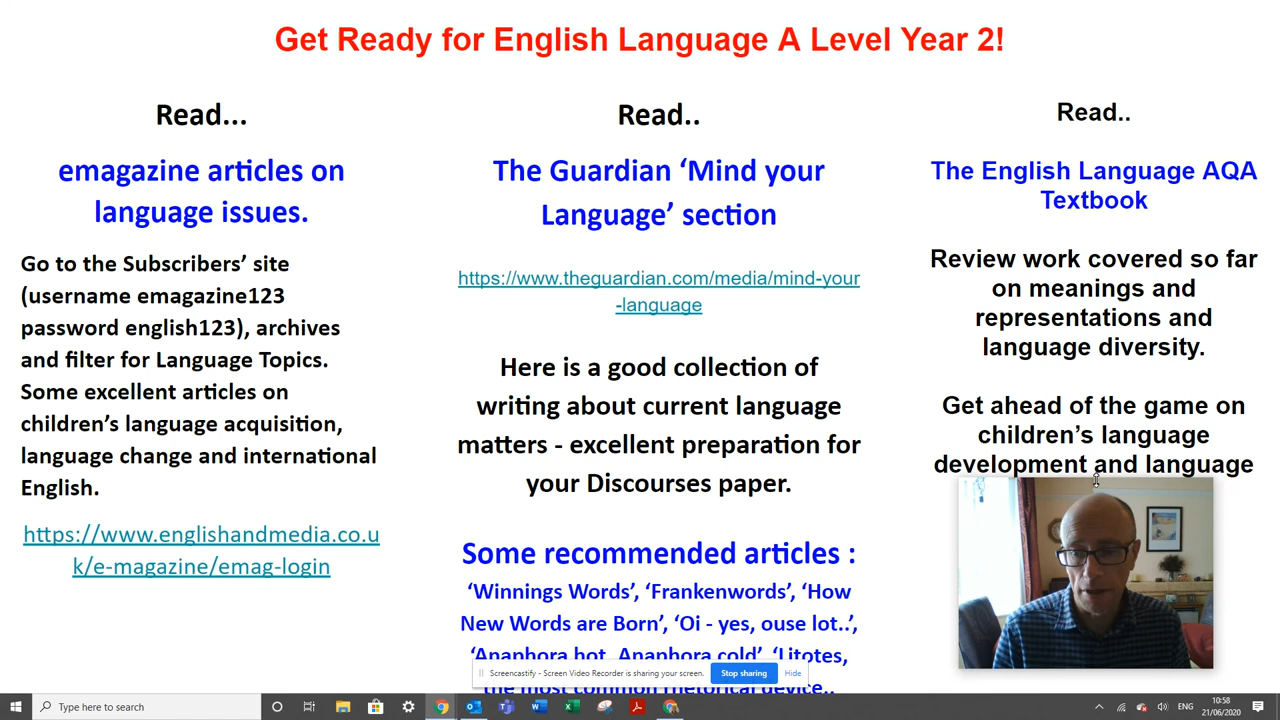 Get Ready for English Language A Level Year 2!
Read...
emagazine articles on
language issues.
Go to the Subscribers’ site
(username emagazine123
password english123), archives
and filter for Language Topics.
Some excellent articles on
children’s language acquisition,
language change and international
English.
https://www.englishandmedia.co.u
k/e-magazine/emag-login
Read..
The Guardian ‘Mind your
Language’ section
https://www.theguardian.com/media/mind-your
-language
Here is a good collection of
writing about current language
matters - excellent preparation for
your Discourses paper.
Some recommended articles :
‘Winnings Words’, ‘Frankenwords’, ‘How
New Words are Born’, ‘Oi - yes, ouse lot..’,
‘Anaphora hot, Anaphora cold’, ‘Litotes,
the most common rhetorical device..
Read..
The English Language AQA
Textbook
Review work covered so far
on meanings and
representations and
language diversity.
Get ahead of the game on
children’s language
development and language
Screencastify - Screen Video Recorder is sharing your screen.
Stop sharing
Hide
Type here to search
ENG
10:58
21/06/2020